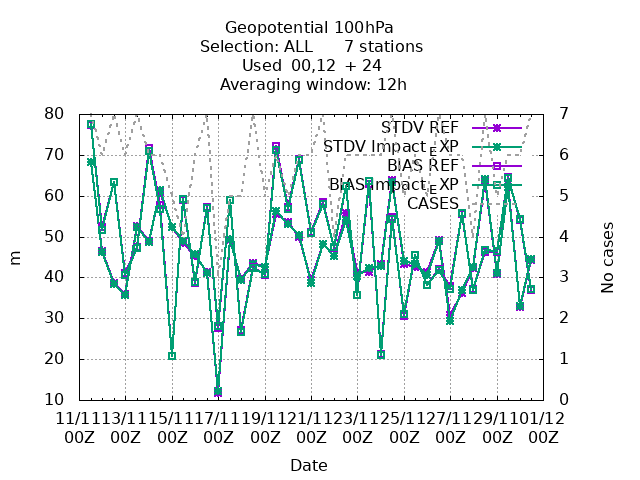 Geopotential 100hPa
Selection: ALL 7 stations
Used 00,12 + 24
Averaging window: 12h
80 7
STDV REF
STDV Impact_EXP
70 6
BIAS REF
BIAS Impact_EXP
60 5
CASES
50 4
m
No cases
40 3
30 2
20 1
10 0
11/11 13/11 15/11 17/11 19/11 21/11 23/11 25/11 27/11 29/11 01/12
00Z 00Z 00Z 00Z 00Z 00Z 00Z 00Z 00Z 00Z 00Z
Date